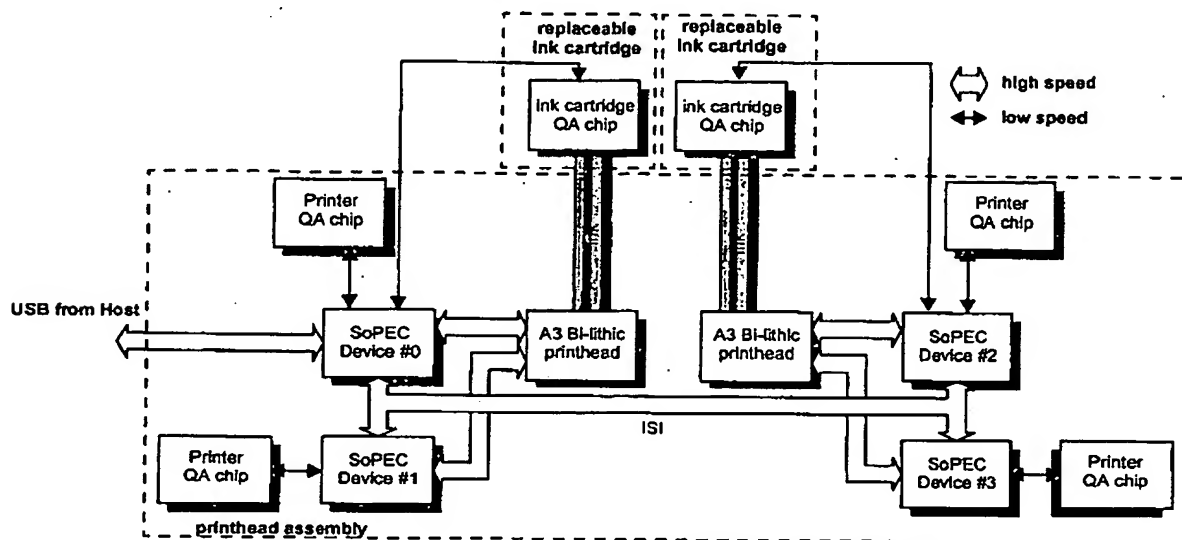 replaceable
ink cartridge
replaceable
ink cartridge
ink cartridge
QA chip
ink cartridge
QA chip
high speed
low speed
Printer
QA chip
Printer
QA chip
USB from Host
SoPEC
Device #0
A3 Bi-lithic
printhead
A3 Bi-lithic
printhead
SoPEC
Device #2
ISI
Printer
QA chip
SoPEC
Device #1
SoPEC
Device #3
Printer
QA chip
printhead assembly